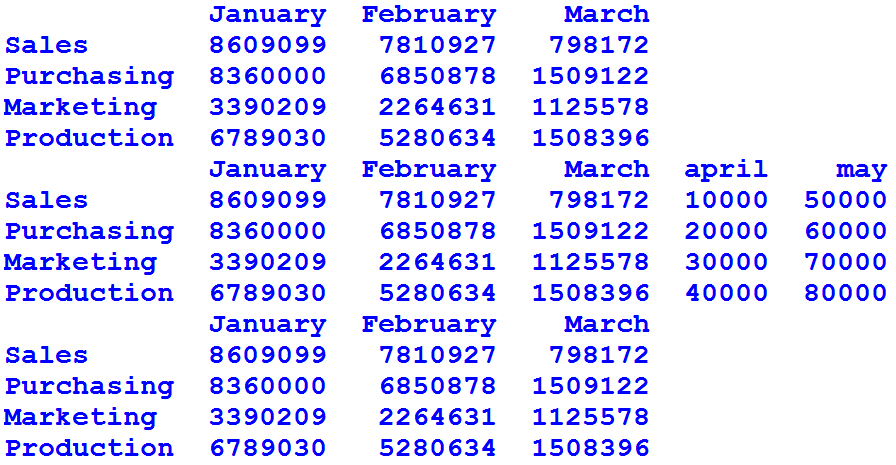 January February March
Sales 8609099 7810927 798172
Purchasing 8360000 6850878 1509122
Marketing 3390209 2264631 1125578
Production 6789030 5280634 1508396
January February March april may
Sales 8609099 7810927 798172 10000 50000
Purchasing 8360000 6850878 1509122 20000 60000
Marketing 3390209 2264631 1125578 30000 70000
Production 6789030 5280634 1508396 40000 80000
January February March
Sales 8609099 7810927 798172
Purchasing 8360000 6850878 1509122
Marketing 3390209 2264631 1125578
Production 6789030 5280634 1508396